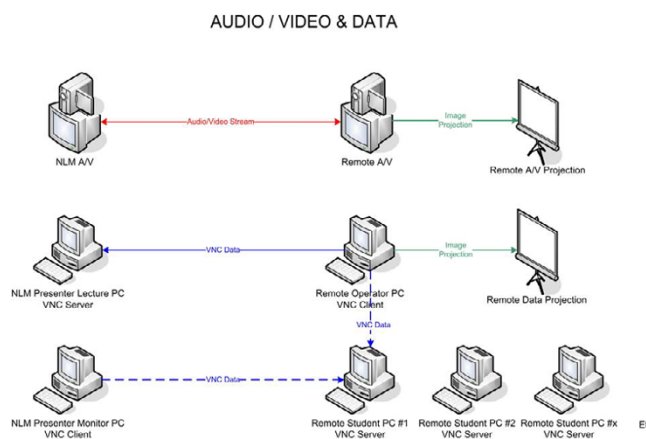 AUDIO / VIDEO & DATA
Audio/Video Stream
Image
Projection
NLM A/V
Remote A/V
Remote A/V Projection
VNC Data
Image
Projection
NLM Presenter Lecture PC
VNC Server
Remote Operator PC
VNC Client
Remote Data Projection
VNC Data
VNC Data
NLM Presenter Monitor PC
VNC Client
Remote Student PC #1
VNC Server
Remote Student PC #2
VNC Server
Remote Student PC #x
VNC Server